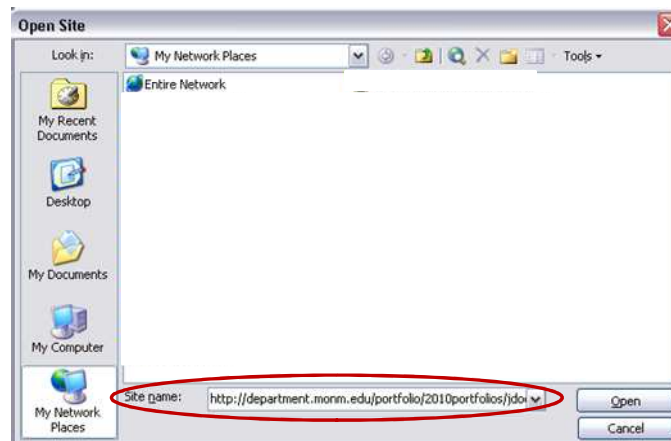 Open Site
Look in:
My Network Places
Tools
Entire Network
My Recent
Documents
Desktop
My Documents
My Computer
My Network
Places
Site name:
http://department.monm.edu/portfolio/2010portfolios/jdo
Open
Cancel